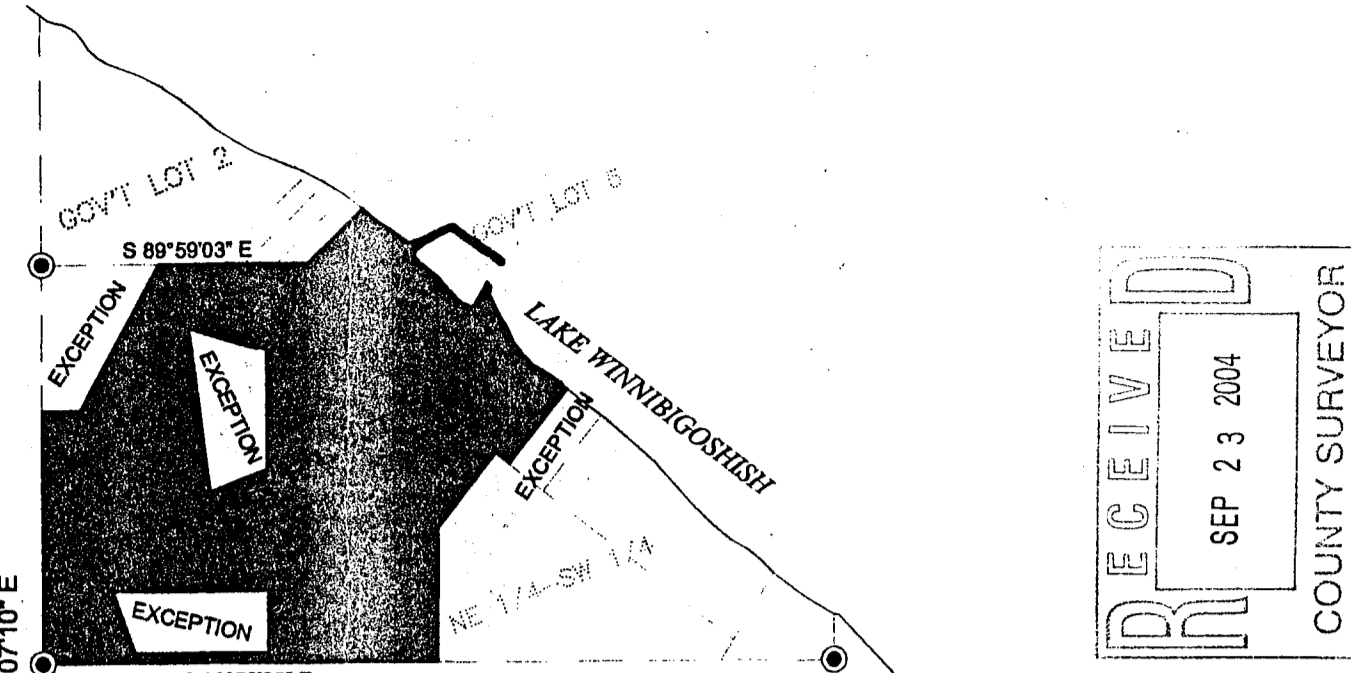 GOV'T LOT 2
GOV'T LOT 5
S 89°59'03" E
EXCEPTION
EXCEPTION
LAKE WINNIBIGOSHISH
EXCEPTION
NE 1/4-SW 1/4
EXCEPTION
07'10" E
RECEIVED
SEP 23 2004
COUNTY SURVEYOR